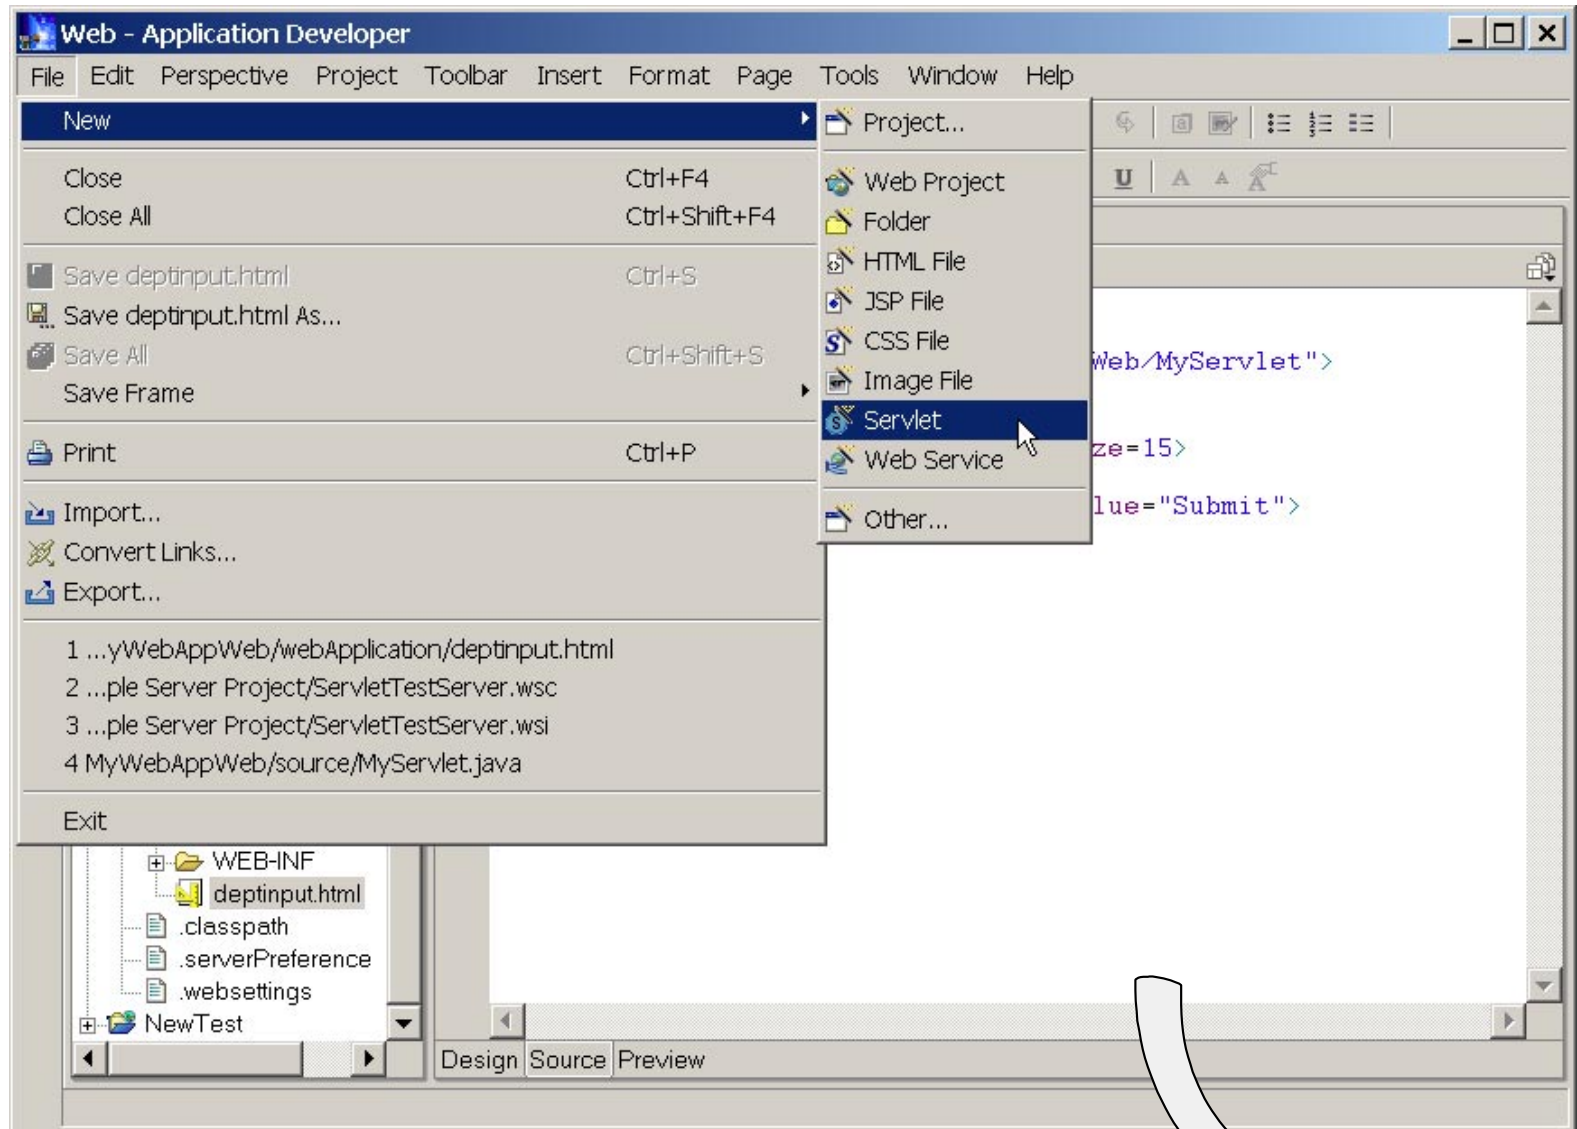 Web - Application Developer
File Edit Perspective Project Toolbar Insert Format Page Tools Window Help
New
Close Ctrl+F4
Close All Ctrl+Shift+F4
Save deptinput.html Ctrl+S
Save deptinput.html As...
Save All Ctrl+Shift+S
Save Frame
Print Ctrl+P
Import...
Convert Links...
Export...
1 ...yWebAppWeb/webApplication/deptinput.html
2 ...ple Server Project/ServletTestServer.wsc
3 ...ple Server Project/ServletTestServer.wsi
4 MyWebAppWeb/source/MyServlet.java
Exit
Project...
Web Project
Folder
HTML File
JSP File
CSS File
Image File
Servlet
Web Service
Other...
U A A A
Web/MyServlet">
ze=15>
lue="Submit">
WEB-INF
deptinput.html
.classpath
.serverPreference
.websettings
NewTest
Design Source Preview